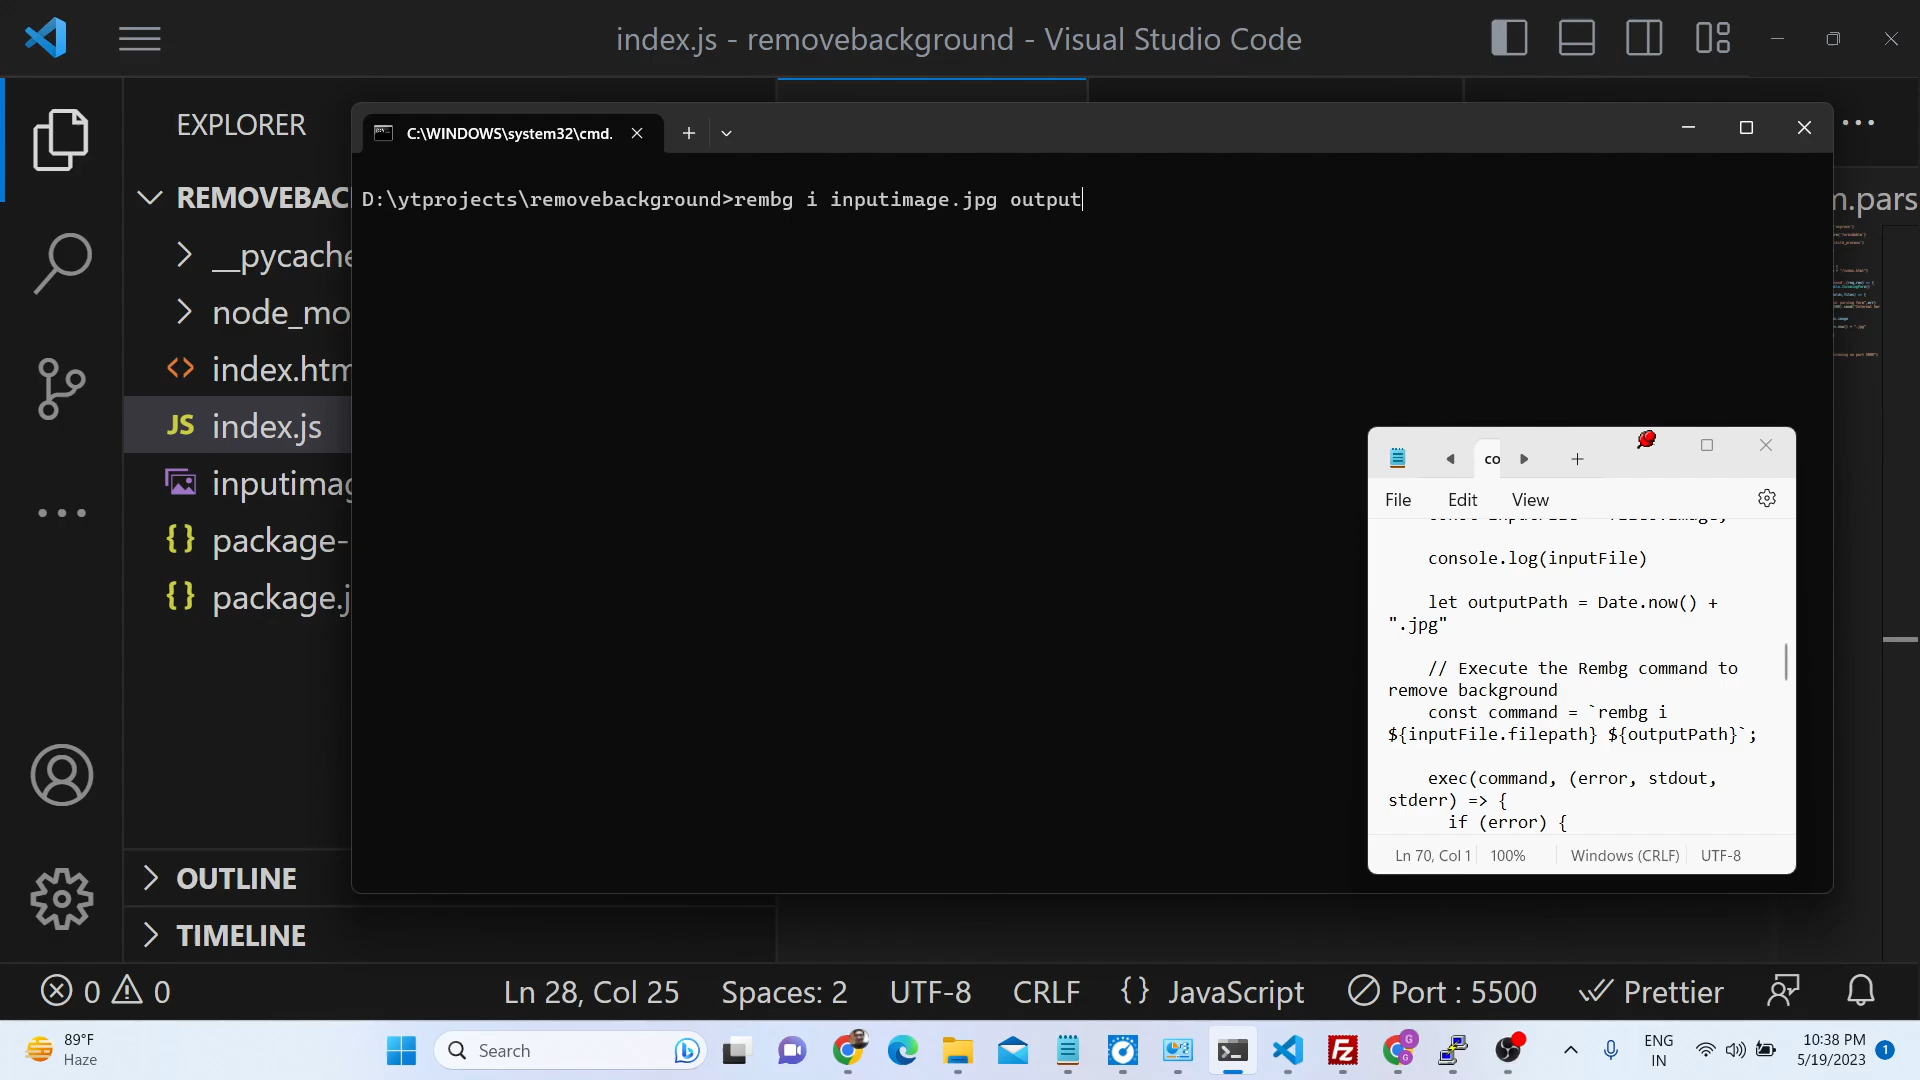 index.js - removebackground - Visual Studio Code
EXPLORER
REMOVEBAC
__pycache
node_mo
index.htm
index.js
inputimag
package-
package.j
OUTLINE
TIMELINE
C:\WINDOWS\system32\cmd.
D:\ytprojects\removebackground>rembg i inputimage.jpg output
m.pars
co
File Edit View
console.log(inputFile)
let outputPath = Date.now() +
".jpg"
// Execute the Rembg command to
remove background
const command = `rembg i
${inputFile.filepath} ${outputPath}`;
exec(command, (error, stdout,
stderr) => {
if (error) {
Ln 70, Col 1 100% Windows (CRLF) UTF-8
0 0 Ln 28, Col 25 Spaces: 2 UTF-8 CRLF {} JavaScript Port : 5500 Prettier
89°F
Haze
Search
ENG
IN
10:38 PM
5/19/2023
1